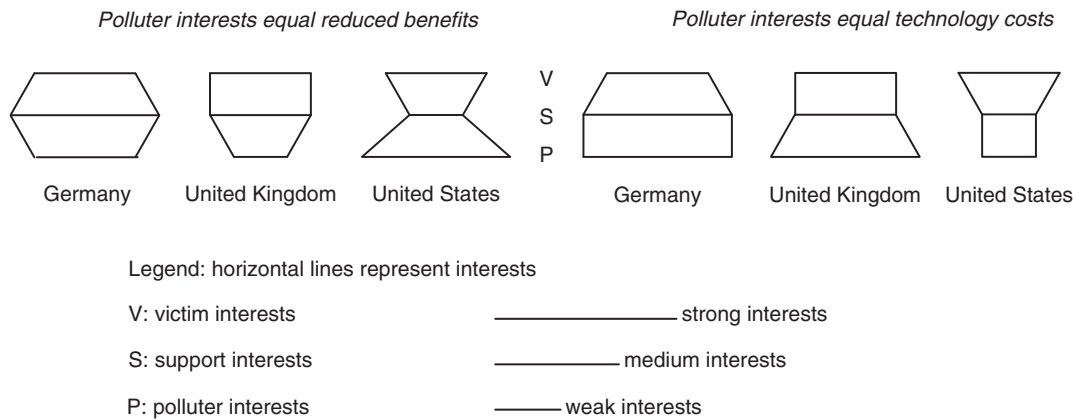 Polluter interests equal reduced benefits
Polluter interests equal technology costs
V
S
P
Germany
United Kingdom
United States
Germany
United Kingdom
United States
Legend: horizontal lines represent interests
V: victim interests
strong interests
S: support interests
medium interests
P: polluter interests
weak interests